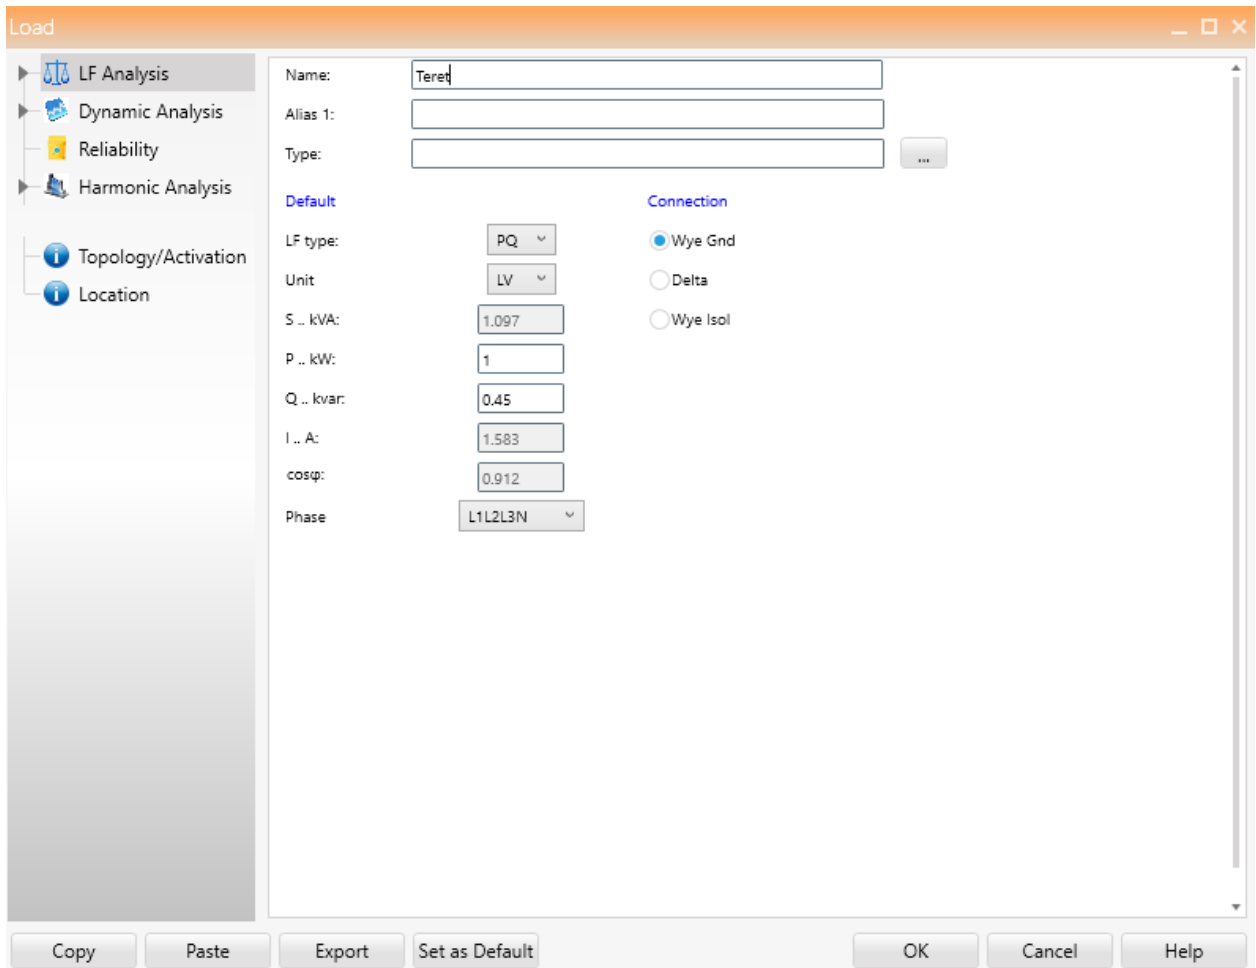 Load
LF Analysis
Dynamic Analysis
Reliability
Harmonic Analysis
Topology/Activation
Location
Name: Teret
Alias 1:
Type: ...
Default Connection
LF type: PQ Wye Gnd
Unit LV Delta
S .. kVA: 1.097 Wye Isol
P .. kW: 1
Q .. kvar: 0.45
I .. A: 1.583
cosφ: 0.912
Phase L1L2L3N
Copy Paste Export Set as Default OK Cancel Help